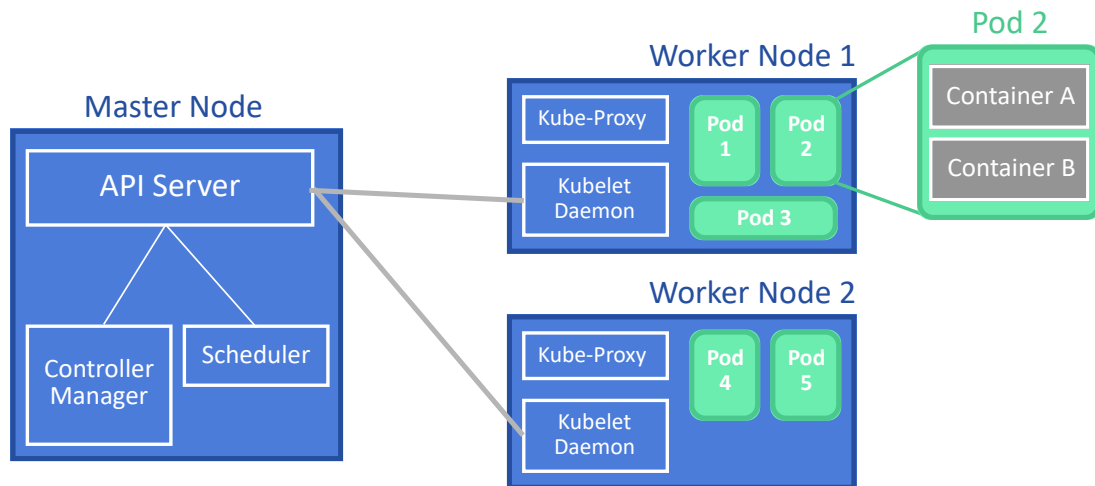 Master Node
API Server
Controller
Manager
Scheduler
Worker Node 1
Kube-Proxy
Kubelet
Daemon
Pod
1
Pod
2
Pod 3
Pod 2
Container A
Container B
Worker Node 2
Kube-Proxy
Kubelet
Daemon
Pod
4
Pod
5